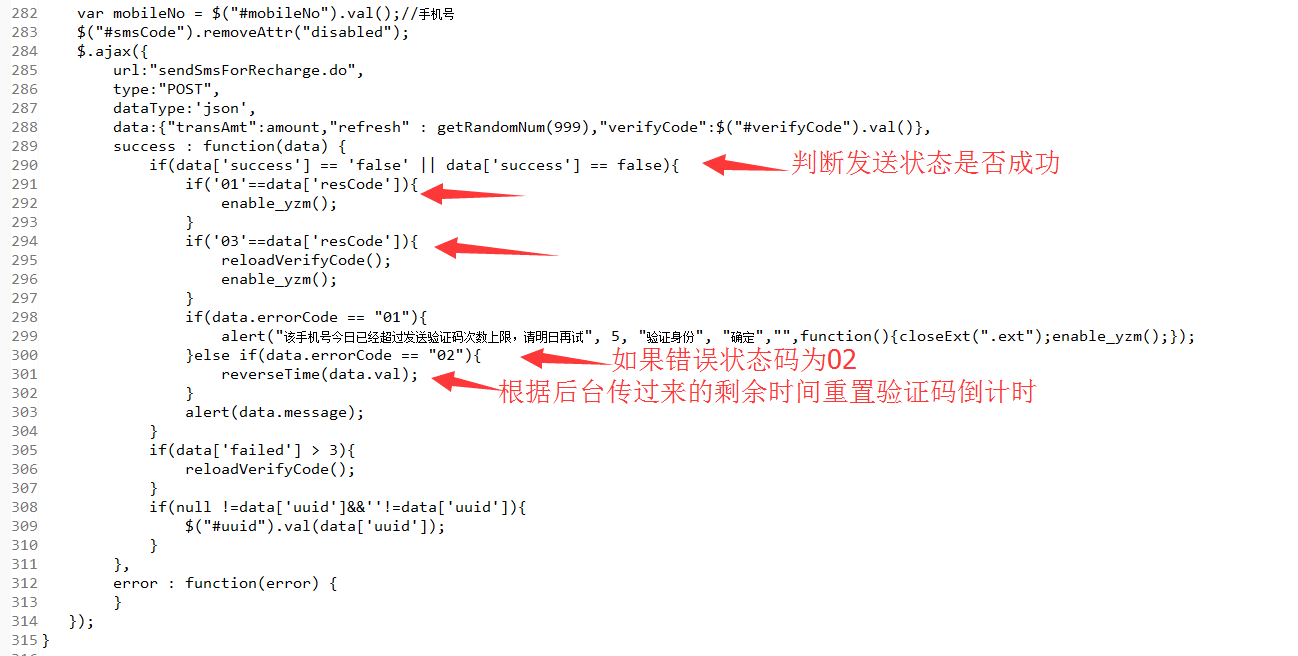 282 var mobileNo = $("#mobileNo").val();//手机号
283 $("#smsCode").removeAttr("disabled");
284 $.ajax({
285 url:"sendSmsForRecharge.do",
286 type:"POST",
287 dataType:'json',
288 data:{"transAmt":amount,"refresh" : getRandomNum(999),"verifyCode":$("#verifyCode").val()},
289 success : function(data) {
290 if(data['success'] == 'false' || data['success'] == false){ 判断发送状态是否成功
291 if('01'==data['resCode']){
292 enable_yzm();
293 }
294 if('03'==data['resCode']){
295 reloadVerifyCode();
296 enable_yzm();
297 }
298 if(data.errorCode == "01"){
299 alert("该手机号今日已经超过发送验证码次数上限，请明日再试", 5, "验证身份", "确定","",function(){closeExt(".ext");enable_yzm();});
300 }else if(data.errorCode == "02"){ 如果错误状态码为02
301 reverseTime(data.val); 根据后台传过来的剩余时间重置验证码倒计时
302 }
303 alert(data.message);
304 }
305 if(data['failed'] > 3){
306 reloadVerifyCode();
307 }
308 if(null !=data['uuid']&&''!=data['uuid']){
309 $("#uuid").val(data['uuid']);
310 }
311 },
312 error : function(error) {
313 }
314 });
315 }